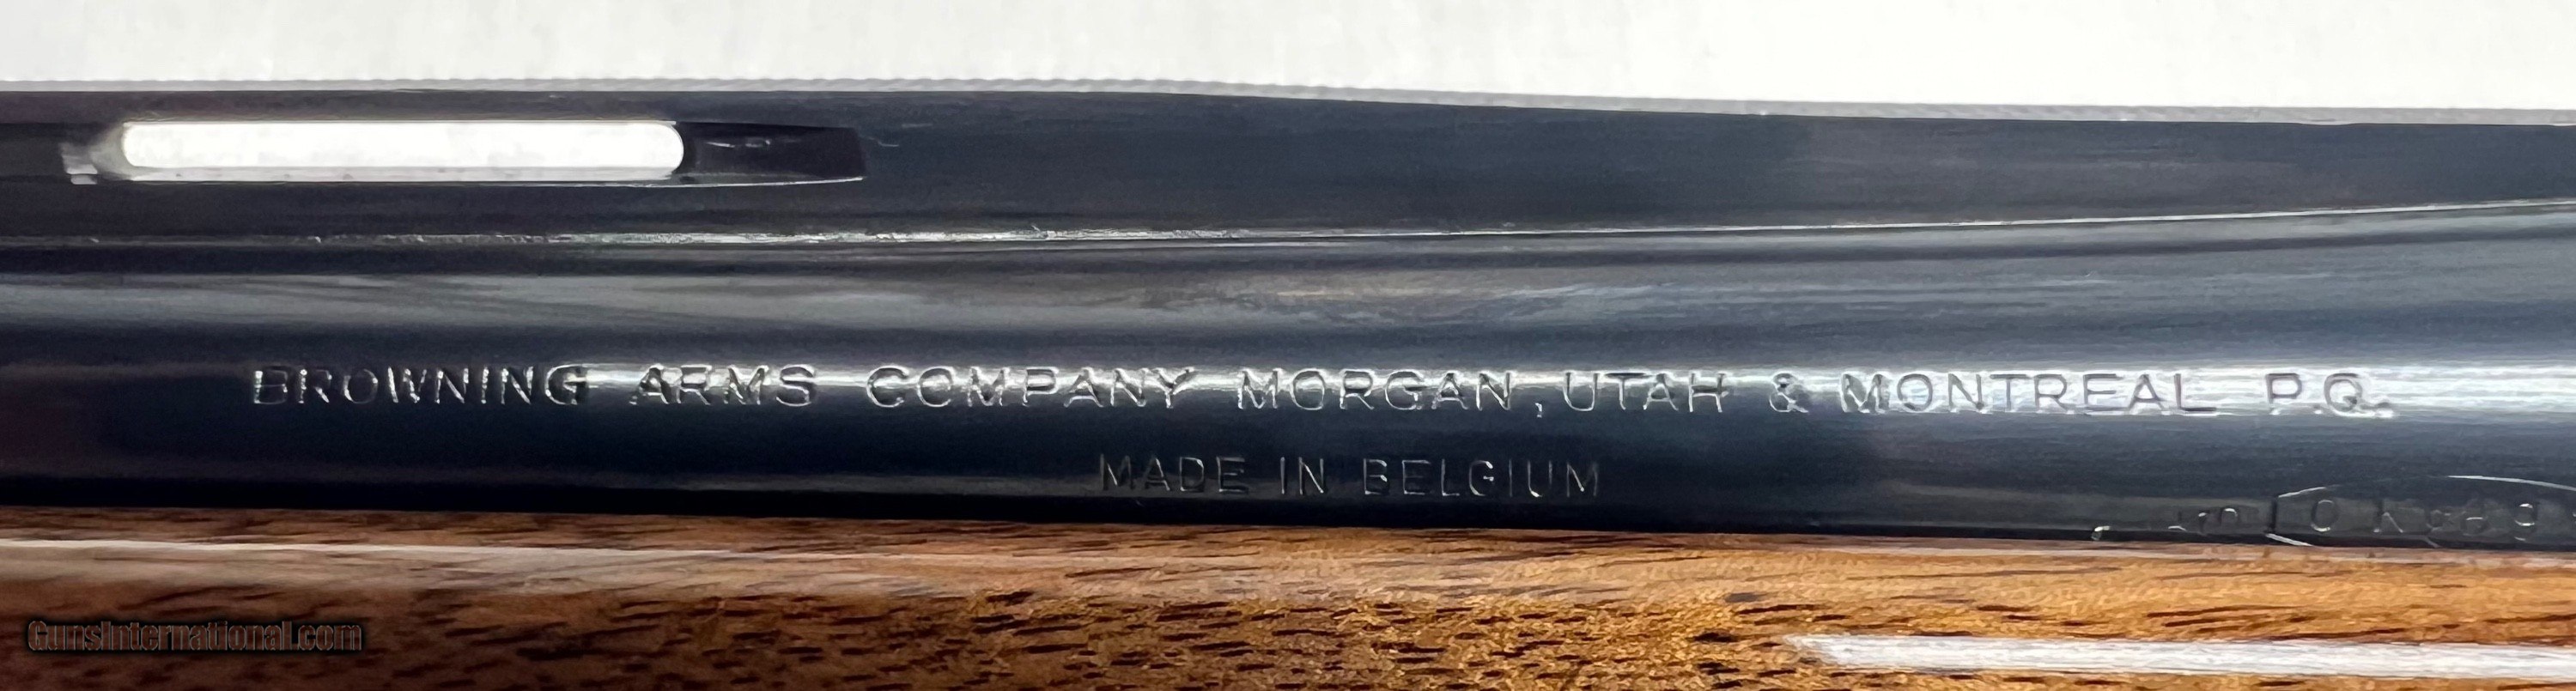 BROWNING ARMS COMPANY MORGAN, UTAH & MONTREAL P.Q.
MADE IN BELGIUM
GunsInternational.com